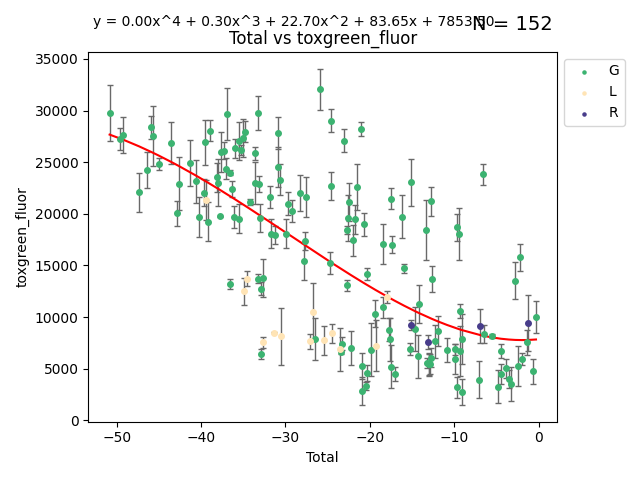 y = 0.00x^4 + 0.30x^3 + 22.70x^2 + 83.65x + 7853.50
N = 152
Total vs toxgreen_fluor
35000
30000
25000
20000
15000
10000
5000
0
toxgreen_fluor
−50 −40 −30 −20 −10 0
Total
G
L
R